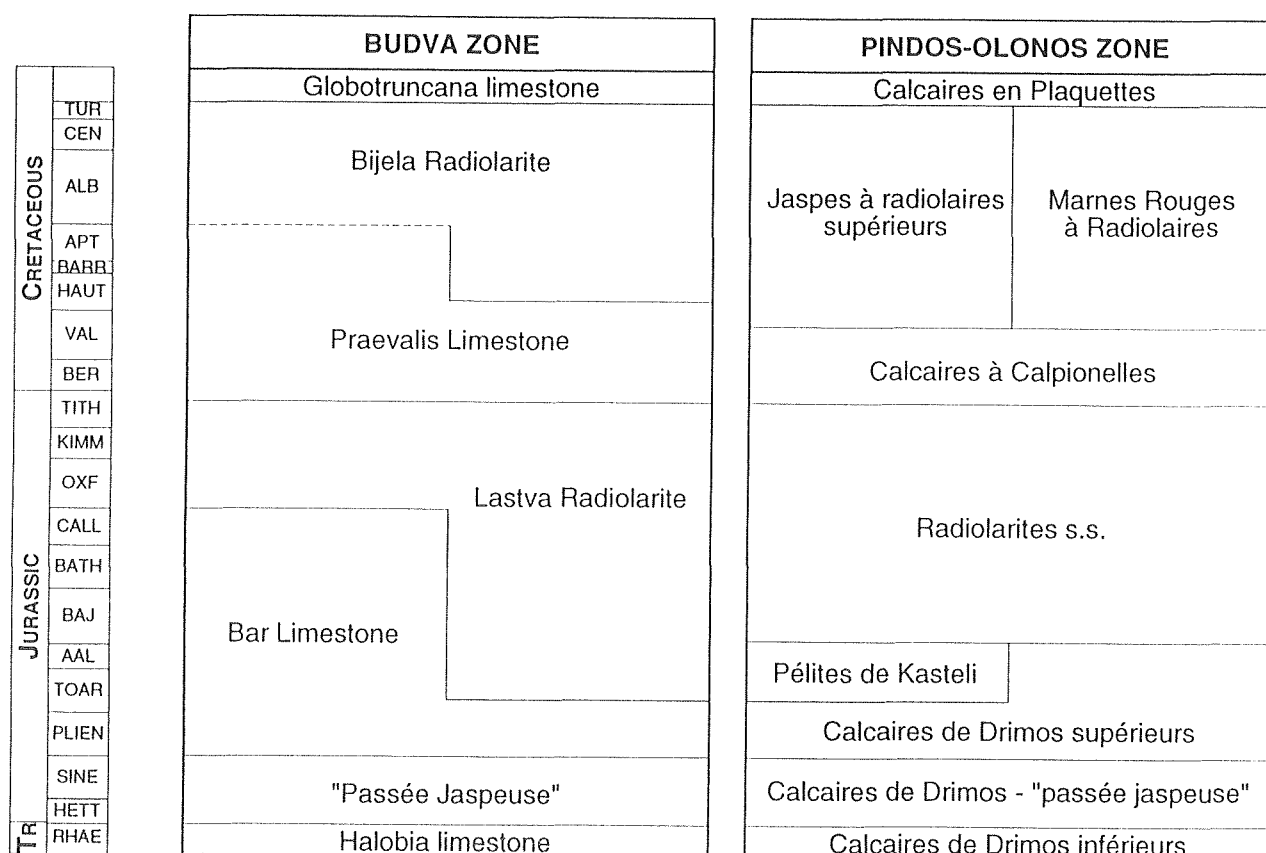 BUDVA ZONE
PINDOS-OLONOS ZONE
CRETACEOUS
TUR
CEN
ALB
APT
BARR
HAUT
VAL
BER
JURASSIC
TITH
KIMM
OXF
CALL
BATH
BAJ
AAL
TOAR
PLIEN
SINE
HETT
TR
RHAE
Globotruncana limestone
Bijela Radiolarite
Praevalis Limestone
Lastva Radiolarite
Bar Limestone
"Passée Jaspeuse"
Halobia limestone
Calcaires en Plaquettes
Jaspes à radiolaires
supérieurs
Marnes Rouges
à Radiolaires
Calcaires à Calpionelles
Radiolarites s.s.
Pélites de Kasteli
Calcaires de Drimos supérieurs
Calcaires de Drimos - "passée jaspeuse"
Calcaires de Drimos inférieurs